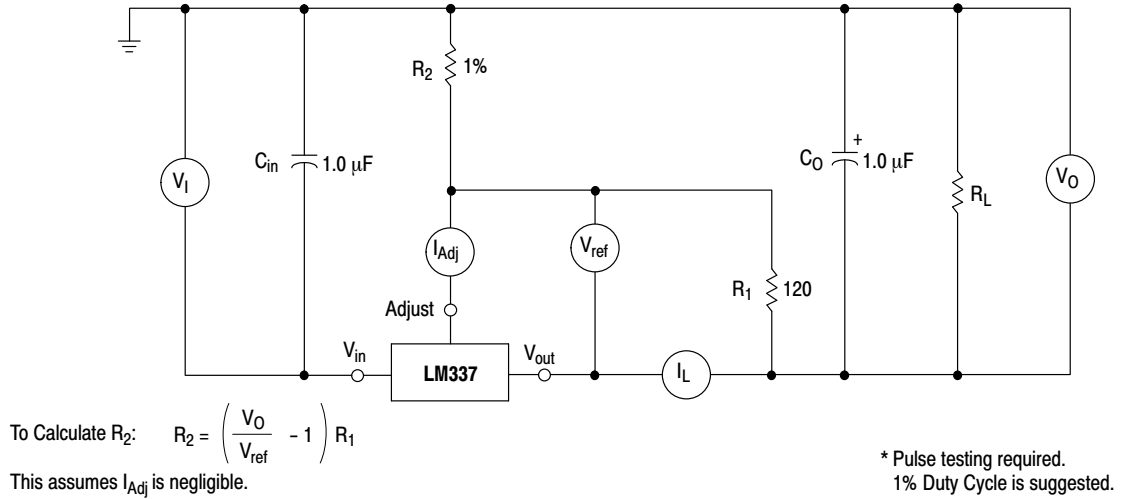 R2 1%
Cin 1.0 μF
CO + 1.0 μF
VI
RL
VO
IAdj
Vref
R1 120
Adjust
Vin
LM337
Vout
IL
To Calculate R2: R2 = ( VO / Vref - 1 ) R1
This assumes IAdj is negligible.
* Pulse testing required.
1% Duty Cycle is suggested.